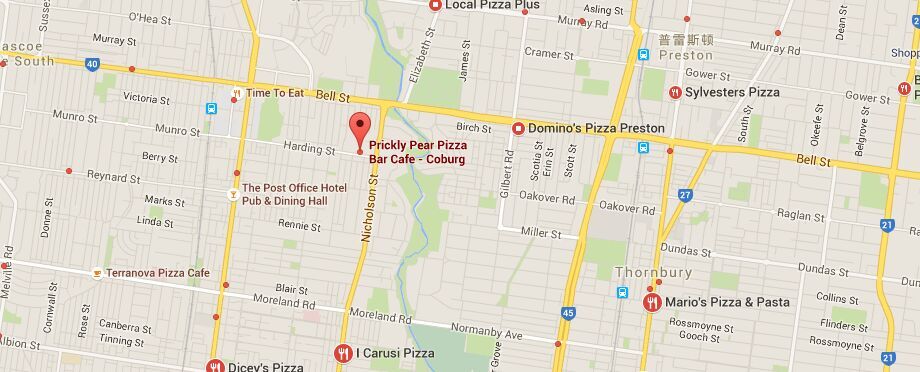 O'Hea St
Sussex
Local Pizza Plus
Asling St
Murray Rd
Dean St
Murray St
Elizabeth St
James St
Cramer St
普雷斯顿
Preston
Murray Rd
Shopp
ascoe
e South
40
Gower St
Sylvesters Pizza
Gower St
Victoria St
Time To Eat
Bell St
Munro St
Munro St
Birch St
Domino's Pizza Preston
South St
Okeefe St
Belgrove St
Harding St
Prickly Pear Pizza
Bar Cafe - Coburg
Gilbert Rd
Scotia St
Erin St
Stott St
Bell St
Berry St
Reynard St
The Post Office Hotel
Pub & Dining Hall
Marks St
Linda St
Donne St
Oakover Rd
Oakover Rd
27
Raglan St
21
Rennie St
Nicholson St
Miller St
Dundas St
Dundas St
Melville Rd
Terranova Pizza Cafe
Thornbury
Blair St
Moreland Rd
Moreland Rd
Mario's Pizza & Pasta
Collins St
Cornwall St
Rose St
Canberra St
Tinning St
Normanby Ave
45
Rossmoyne St
Gooch St
Flinders St
Rossmoyne St
Albion St
I Carusi Pizza
Dicey's Pizza
t Grove
21